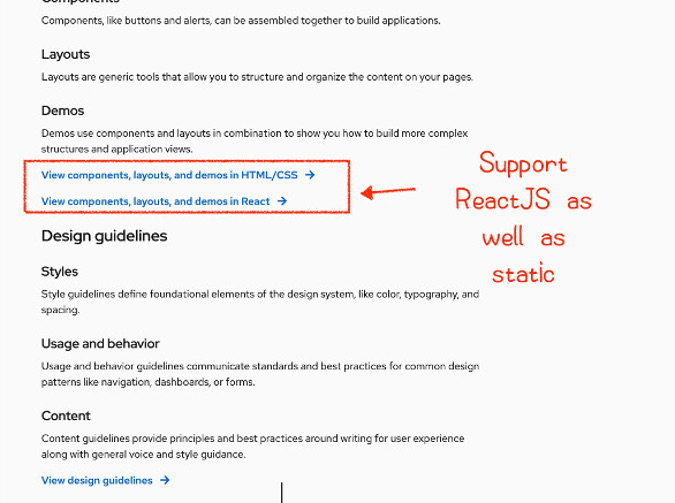 Components
Components, like buttons and alerts, can be assembled together to build applications.
Layouts
Layouts are generic tools that allow you to structure and organize the content on your pages.
Demos
Demos use components and layouts in combination to show you how to build more complex
structures and application views.
View components, layouts, and demos in HTML/CSS →
View components, layouts, and demos in React →
Support
ReactJS as
well as
static
Design guidelines
Styles
Style guidelines define foundational elements of the design system, like color, typography, and
spacing.
Usage and behavior
Usage and behavior guidelines communicate standards and best practices for common design
patterns like navigation, dashboards, or forms.
Content
Content guidelines provide principles and best practices around writing for user experience
along with general voice and style guidance.
View design guidelines →